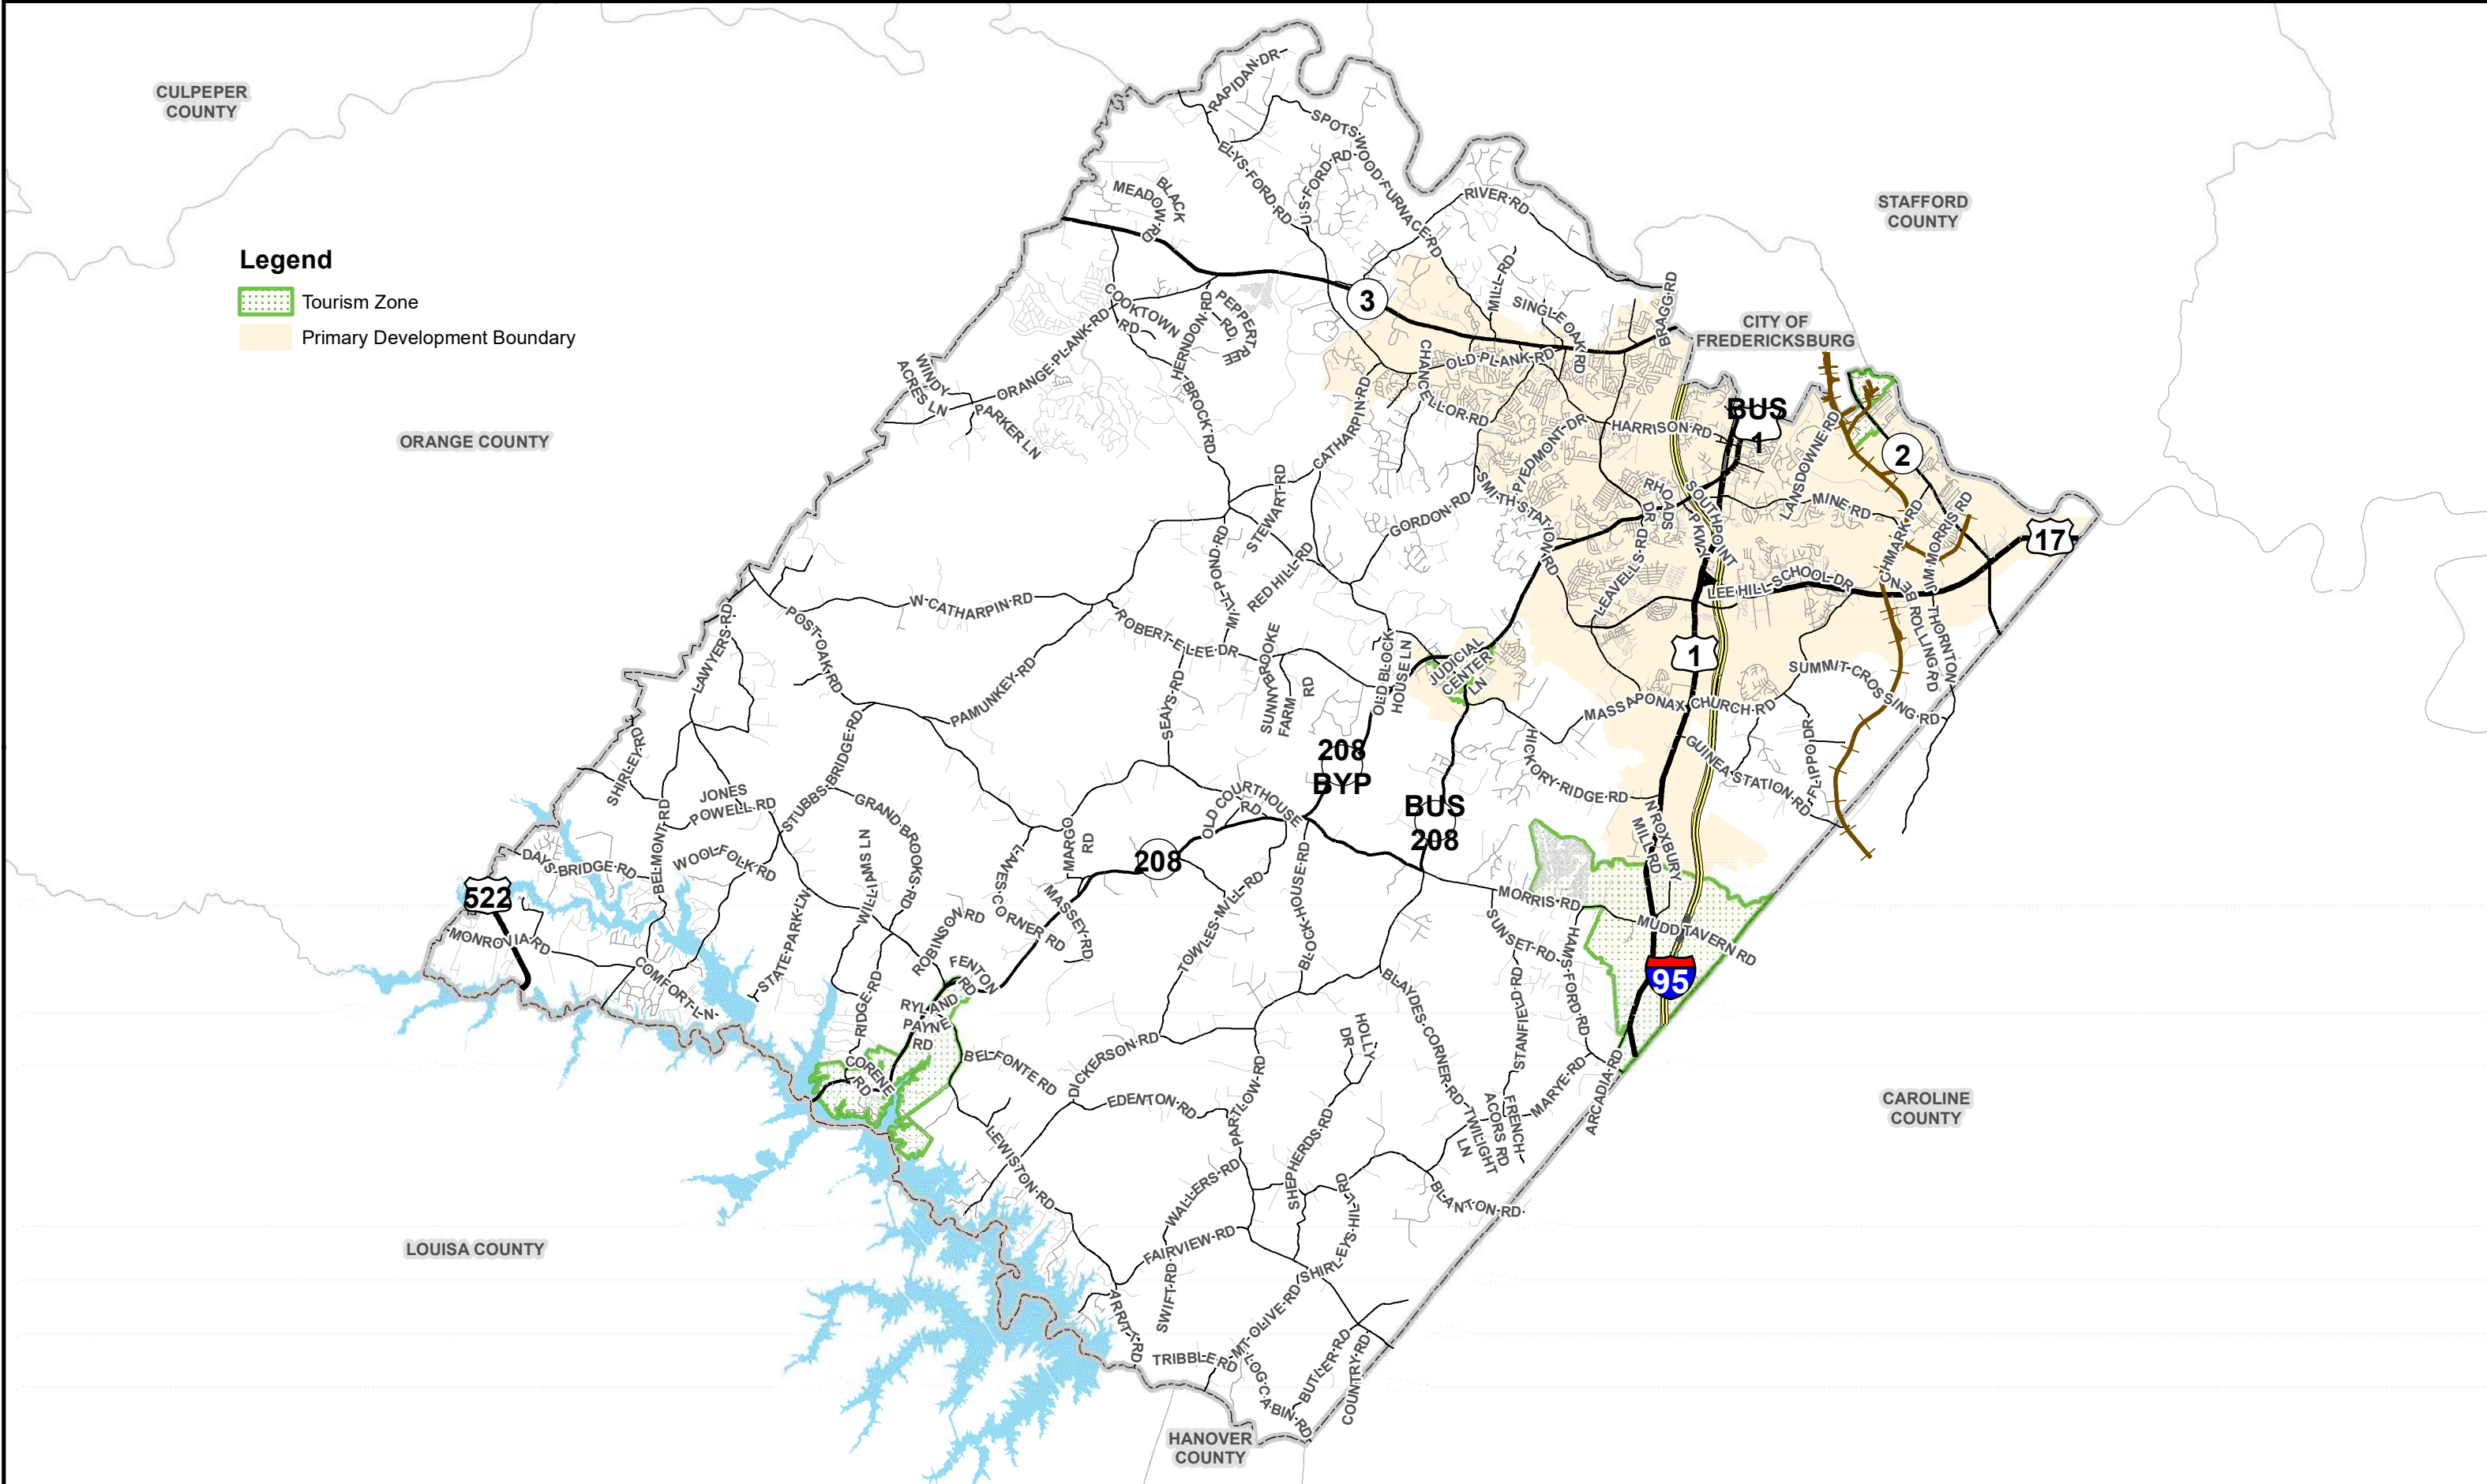 CULPEPER
COUNTY
STAFFORD
COUNTY
Legend
Tourism Zone
Primary Development Boundary
CITY OF
FREDERICKSBURG
ORANGE COUNTY
LOUISA COUNTY
CAROLINE
COUNTY
HANOVER
COUNTY
RAPIDAN DR
SPOTSWOOD FURNACE RD
ELYS FORD RD
U S FORD RD
BLACK
MEADOW RD
RIVER RD
3
MILL RD
SINGLE OAK RD
BRAGG RD
COOKTOWN
RD
HERNDON RD
PEPPERTREE
RD
ORANGE PLANK RD
WINDY
ACRES LN
PARKER LN
BROCK RD
CHANCELLOR RD
OLD PLANK RD
CATHARPIN RD
HARRISON RD
PIEDMONT DR
BUS
1
LANSDOWNE RD
2
SMITH STATION RD
RHOADS
DR
SOUTHPOINT
PKWY
MINE RD
GORDON RD
STEWART RD
MILL POND RD
RED HILL RD
LEAVELLS RD
LEE HILL SCHOOL DR
JIM MORRIS RD
17
THORNTON
ROLLING RD
W CATHARPIN RD
POST OAK RD
LAWYERS RD
ROBERT E LEE DR
PAMUNKEY RD
SEAYS RD
SUNNYBROOKE
FARM
RD
OLD BLOCK
HOUSE LN
JUDICIAL
CENTER
LN
1
MASSAPONAX CHURCH RD
SUMMIT CROSSING RD
GUINEA STATION RD
FLIPPO DR
HICKORY RIDGE RD
208
BYP
BUS
208
SHIRLEY RD
JONES
POWELL RD
STUBBS BRIDGE RD
GRAND BROOKS RD
BELMONT RD
WOOLFOLK RD
DAYS BRIDGE RD
522
MONROVIA RD
COMFORT LN
STATE PARK LN
WILLIAMS LN
RIDGE RD
ROBINSON RD
LAWES CORNER RD
MARGO
RD
MASSEY RD
208
OLD COURTHOUSE
RD
TOWLES MILL RD
BLOCK HOUSE RD
N ROXBURY
MILL RD
MORRIS RD
MUDD TAVERN RD
95
SUNSET RD
HAMS FORD RD
STANFIELD RD
BLAYDES CORNER RD
FENTON
RD
RYLAND
PAYNE
RD
CORENE
RD
BELFONTE RD
DICKERSON RD
EDENTON RD
PARTLOW RD
HOLLY
DR
SHEPHERDS RD
TWILIGHT
LN
FRENCH
ACORS RD
MARYE RD
ARCADIA RD
LEWISTON RD
WALLERS RD
FAIRVIEW RD
SWIFT RD
SHIRLEYS HILL RD
BLANTON RD
MT OLIVE RD
ARRITT RD
TRIBBLE RD
LOG CABIN RD
BUTLER RD
COUNTRY RD